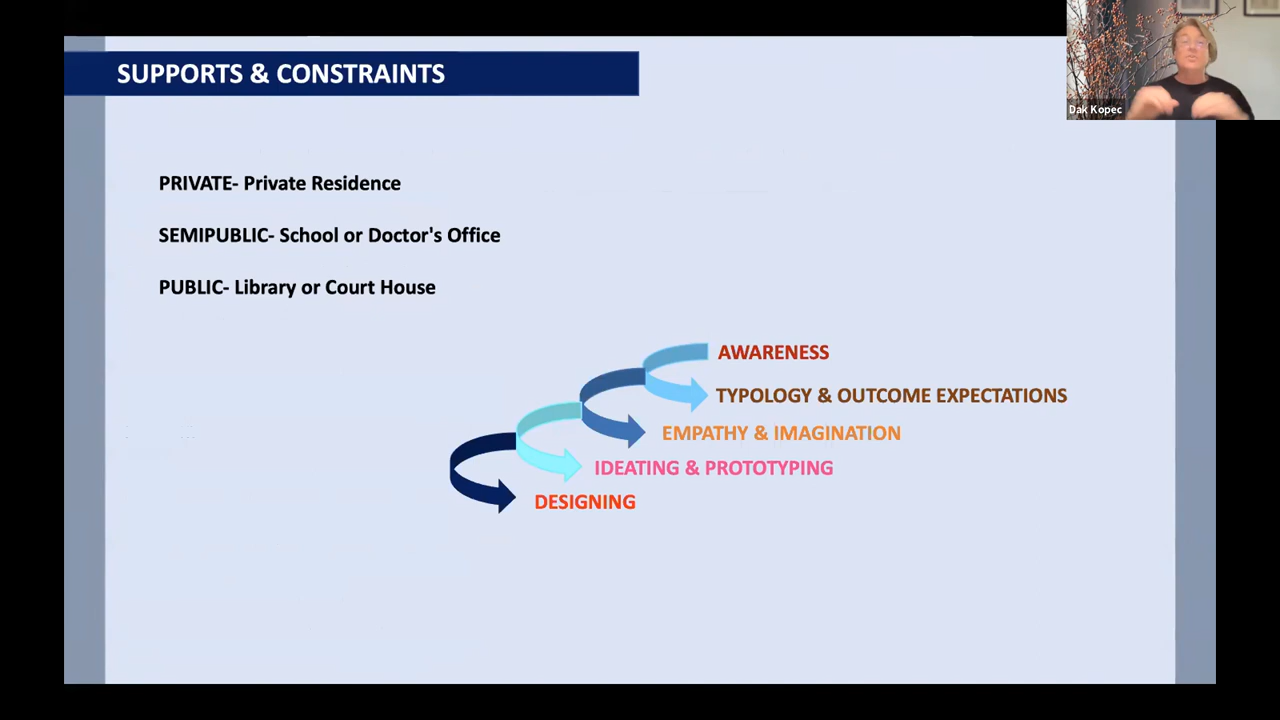 SUPPORTS & CONSTRAINTS
Dak Kopec
PRIVATE- Private Residence
SEMIPUBLIC- School or Doctor's Office
PUBLIC- Library or Court House
AWARENESS
TYPOLOGY & OUTCOME EXPECTATIONS
EMPATHY & IMAGINATION
IDEATING & PROTOTYPING
DESIGNING